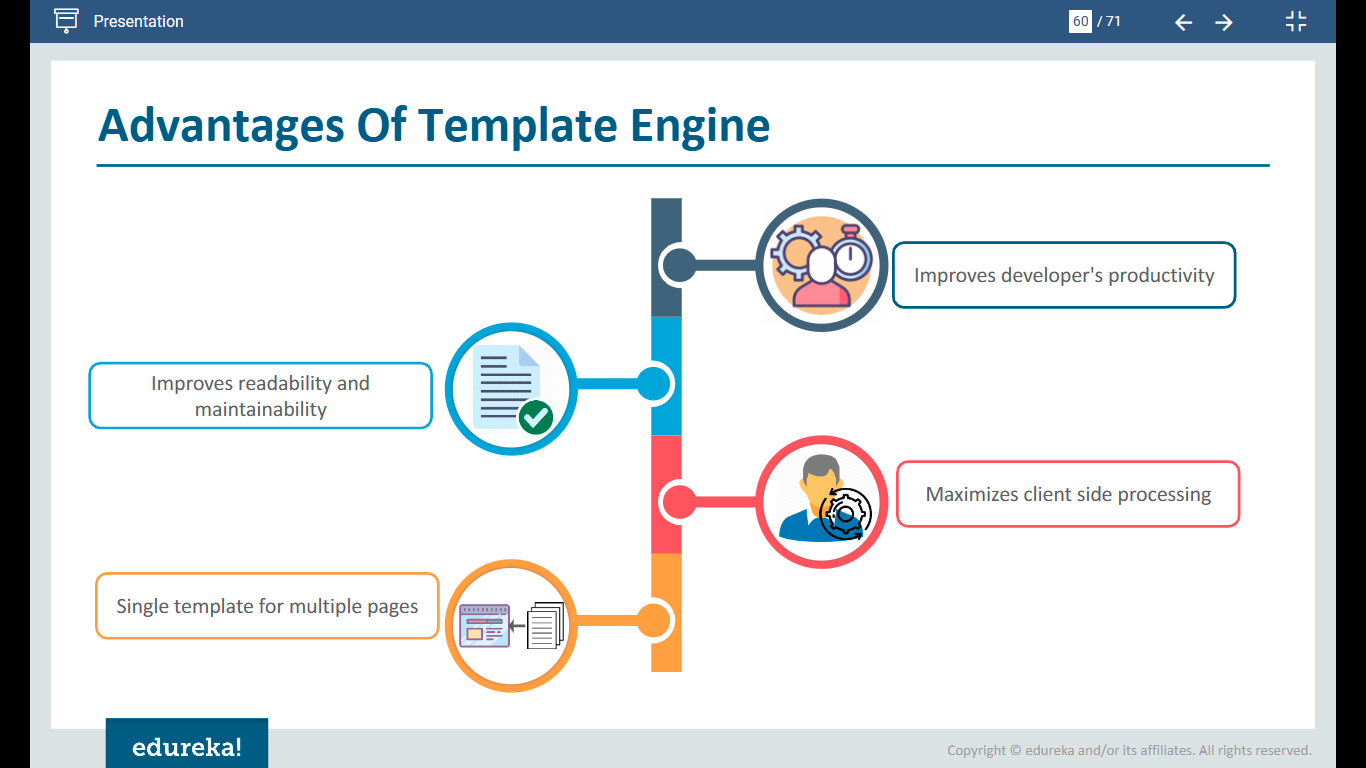 Presentation
60 / 71
Advantages Of Template Engine
Improves developer's productivity
Improves readability and
maintainability
Maximizes client side processing
Single template for multiple pages
edureka!
Copyright © edureka and/or its affiliates. All rights reserved.